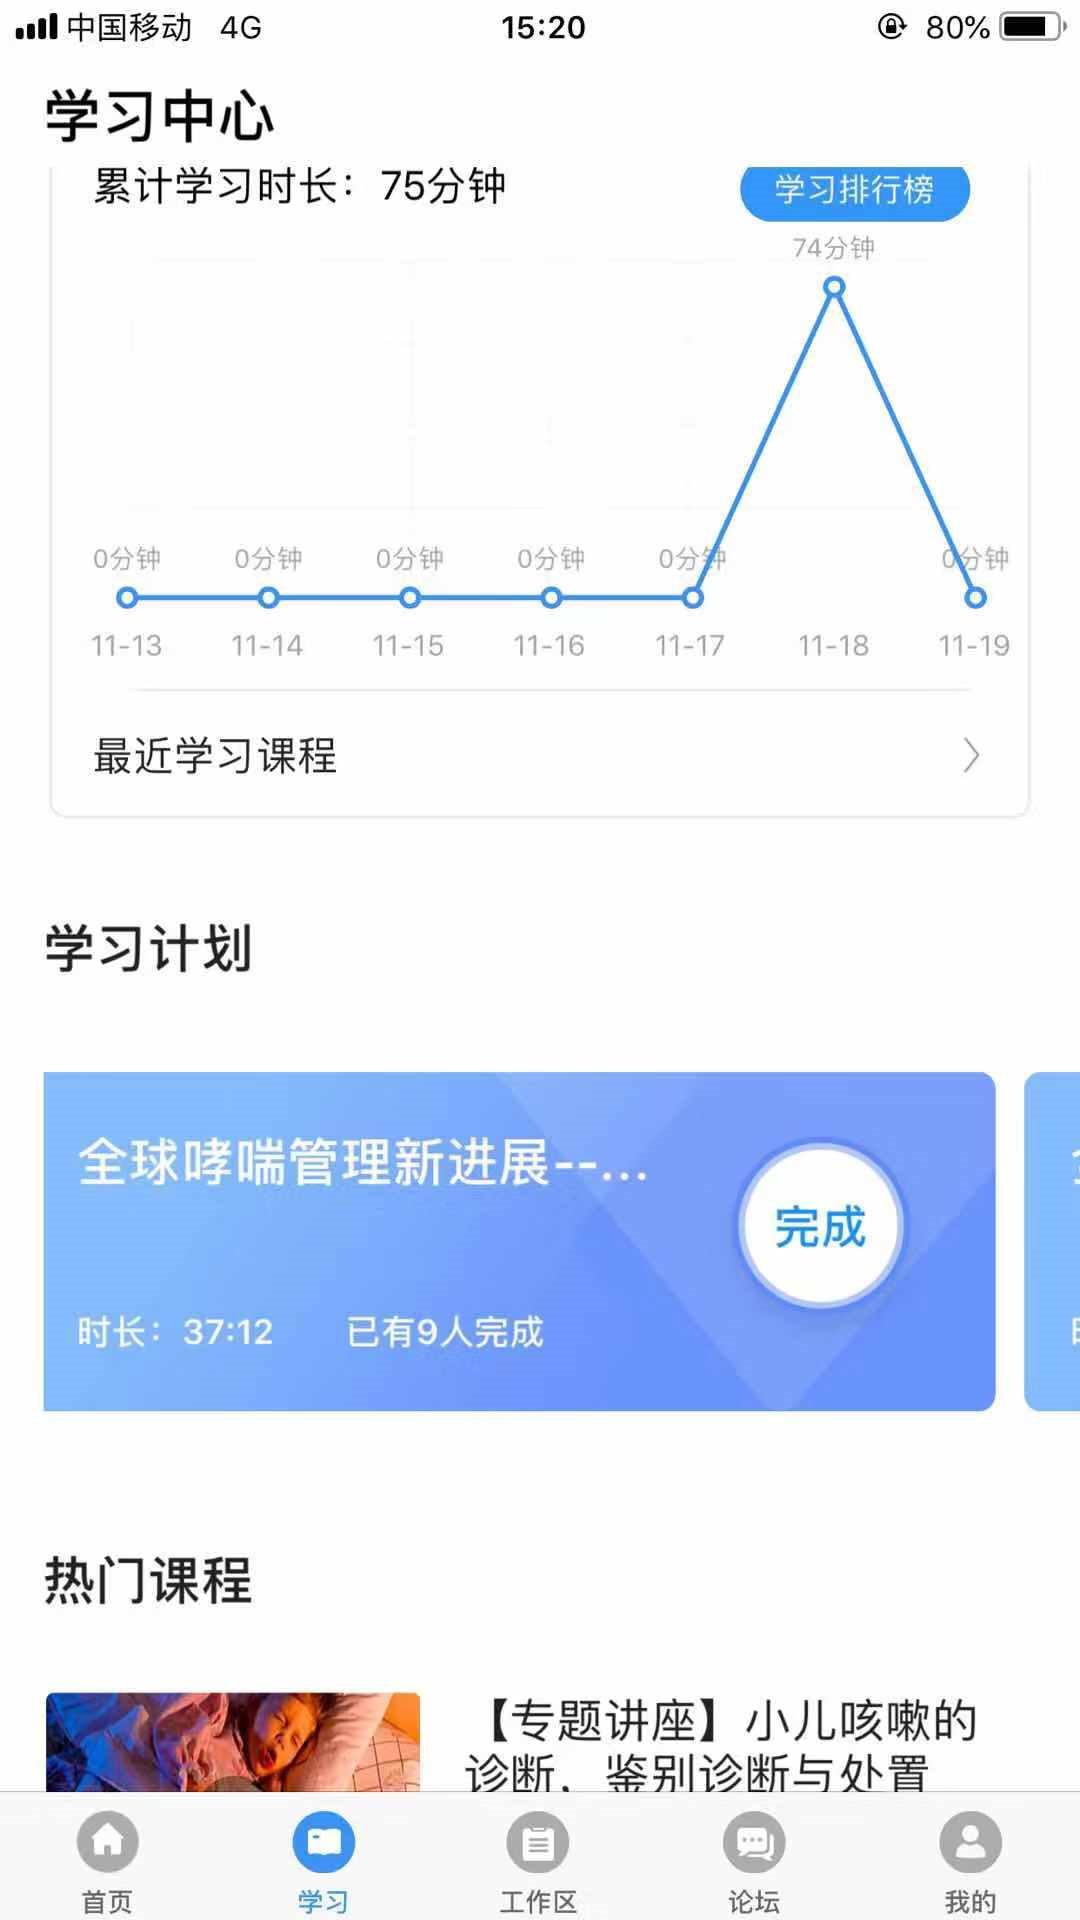 中国移动 4G 15:20 80%
学习中心
累计学习时长：75分钟 学习排行榜
74分钟
0分钟 0分钟 0分钟 0分钟 0分钟 0分钟
11-13 11-14 11-15 11-16 11-17 11-18 11-19
最近学习课程
学习计划
全球哮喘管理新进展--...
完成
时长：37:12 已有9人完成
热门课程
【专题讲座】小儿咳嗽的
诊断，鉴别诊断与处置
首页 学习 工作区 论坛 我的